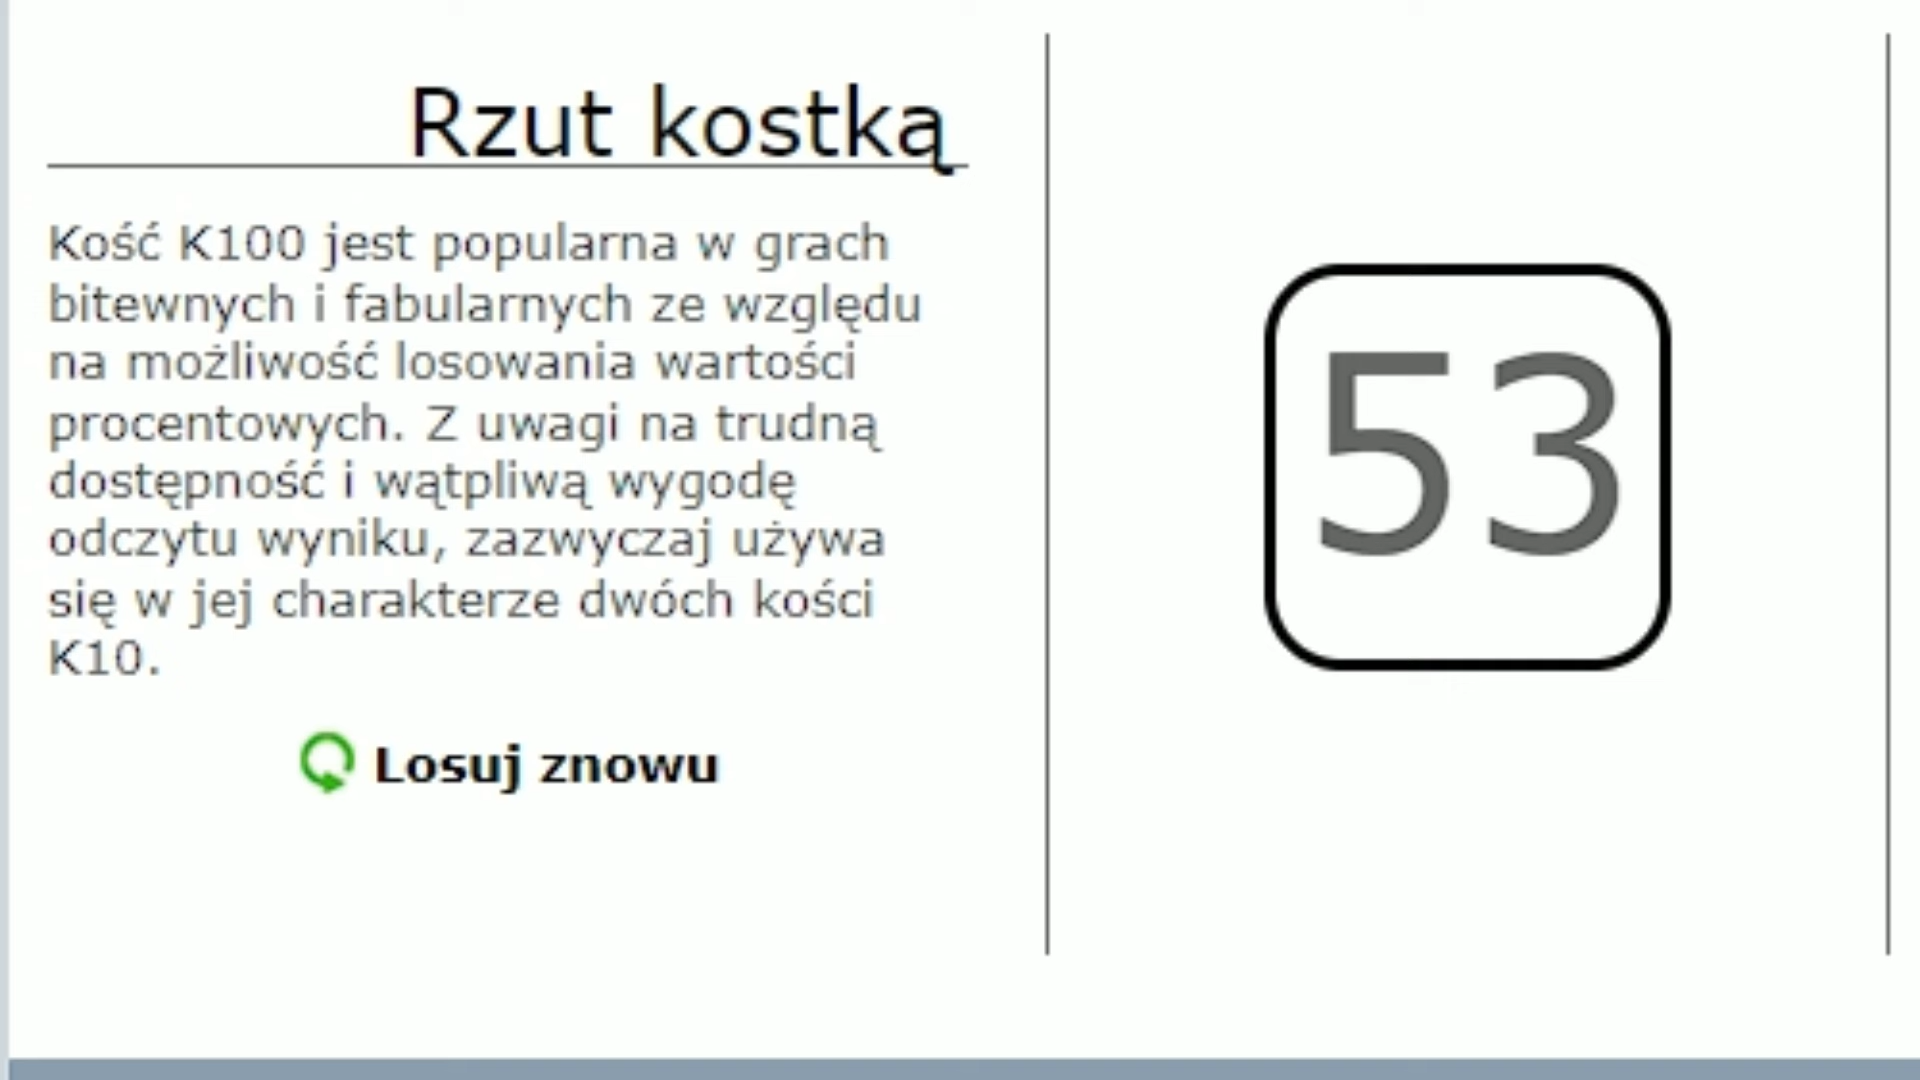 Rzut kostką
Kość K100 jest popularna w grach
bitewnych i fabularnych ze względu
na możliwość losowania wartości
procentowych. Z uwagi na trudną
dostępność i wątpliwą wygodę
odczytu wyniku, zazwyczaj używa
się w jej charakterze dwóch kości
K10.
Losuj znowu
53